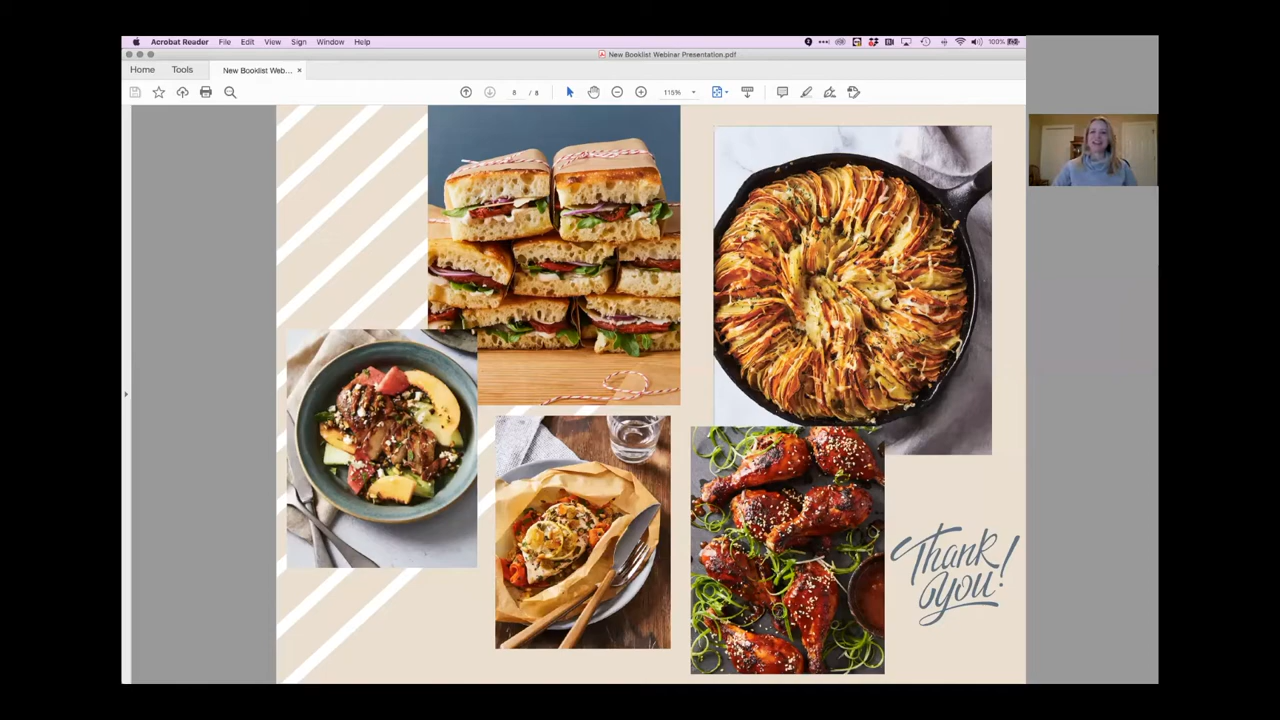 Acrobat Reader File Edit View Sign Window Help 100%
New Booklist Webinar Presentation.pdf
Home Tools New Booklist Web... ×
8 / 8 115%
Thank
you!